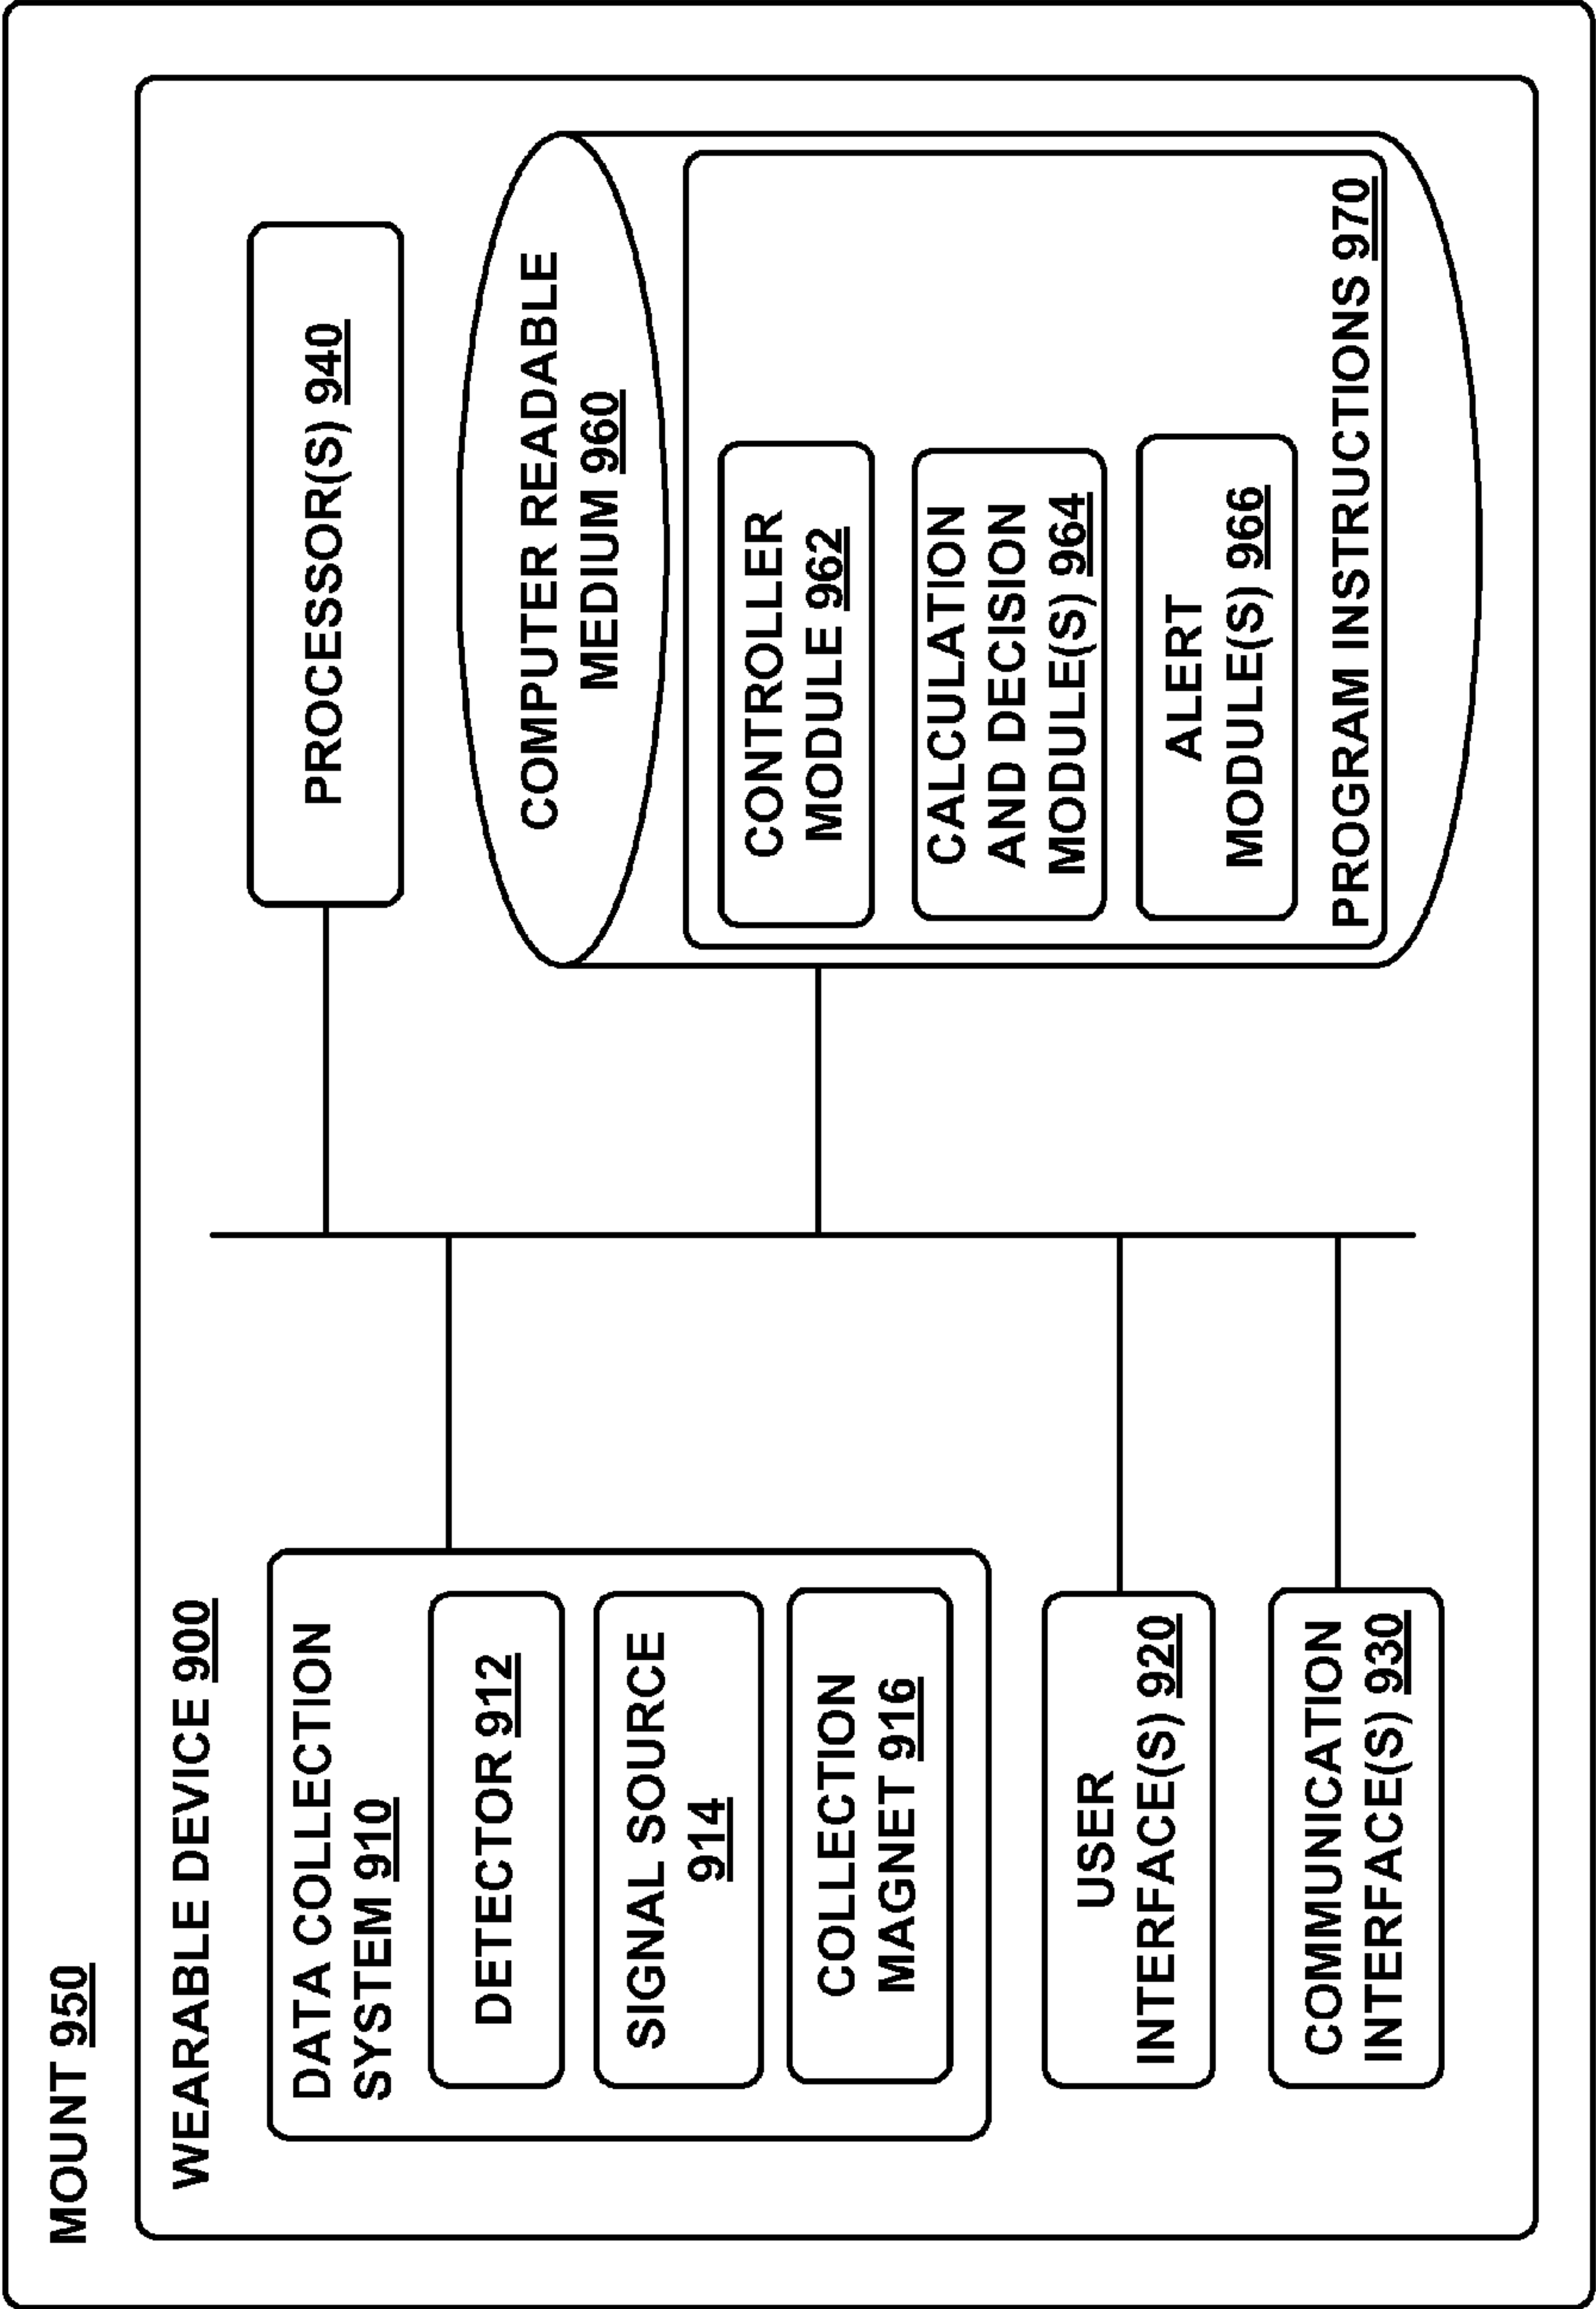 MOUNT 950
WEARABLE DEVICE 900
DATA COLLECTION
SYSTEM 910
DETECTOR 912
SIGNAL SOURCE
914
COLLECTION
MAGNET 916
USER
INTERFACE(S) 920
COMMUNICATION
INTERFACE(S) 930
PROCESSOR(S) 940
COMPUTER READABLE
MEDIUM 960
CONTROLLER
MODULE 962
CALCULATION
AND DECISION
MODULE(S) 964
ALERT
MODULE(S) 966
PROGRAM INSTRUCTIONS 970